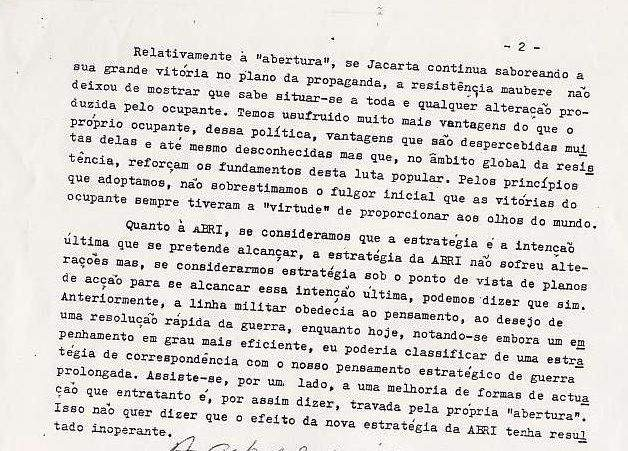 - 2 -
Relativamente à "abertura", se Jacarta continua saboreando a
sua grande vitória no plano da propaganda, a resistência maubere não
deixou de mostrar que sabe situar-se a toda e qualquer alteração pro-
duzida pelo ocupante. Temos usufruido muito mais vantagens do que o
próprio ocupante, dessa política, vantagens que são despercebidas mui
tas delas e até mesmo desconhecidas mas que, no âmbito global da resis
tência, reforçam os fundamentos desta luta popular. Pelos princípios
que adoptamos, não sobrestimamos o fulgor inicial que as vitórias do
ocupante sempre tiveram a "virtude" de proporcionar aos olhos do mundo.
Quanto à ABRI, se consideramos que a estratégia é a intenção
última que se pretende alcançar, a estratégia da ABRI não sofreu alte-
rações mas, se considerarmos estratégia sob o ponto de vista de planos
de acção para se alcancar essa intenção última, podemos dizer que sim.
Anteriormente, a linha militar obedecia ao pensamento, ao desejo de
uma resolução rápida da guerra, enquanto hoje, notando-se embora um em
penhamento em grau mais eficiente, eu poderia classificar de uma estra
tégia de correspondência com o nosso pensamento estratégico de guerra
prolongada. Assiste-se, por um lado, a uma melhoria de formas de actua
ção que entratanto é, por assim dizer, travada pela própria "abertura".
Isso não quer dizer que o efeito da nova estratégia da ABRI tenha resul
tado inoperante.